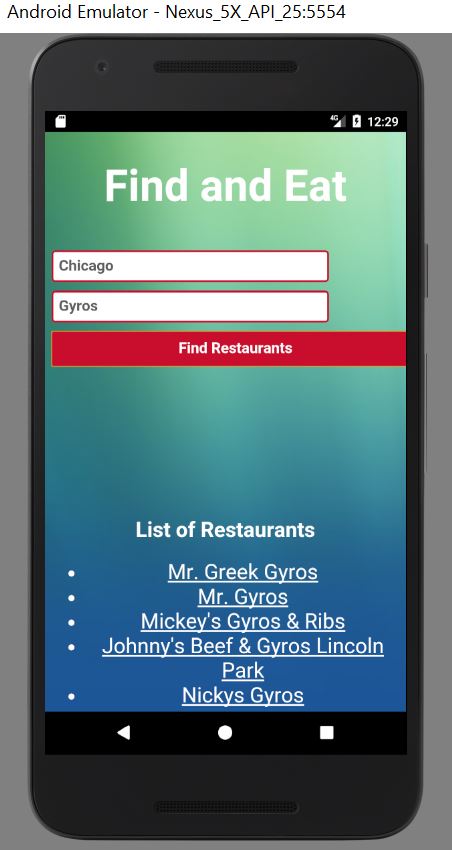 Android Emulator - Nexus_5X_API_25:5554
4G 12:29
Find and Eat
Chicago
Gyros
Find Restaurants
List of Restaurants
Mr. Greek Gyros
Mr. Gyros
Mickey's Gyros & Ribs
Johnny's Beef & Gyros Lincoln
Park
Nickys Gyros